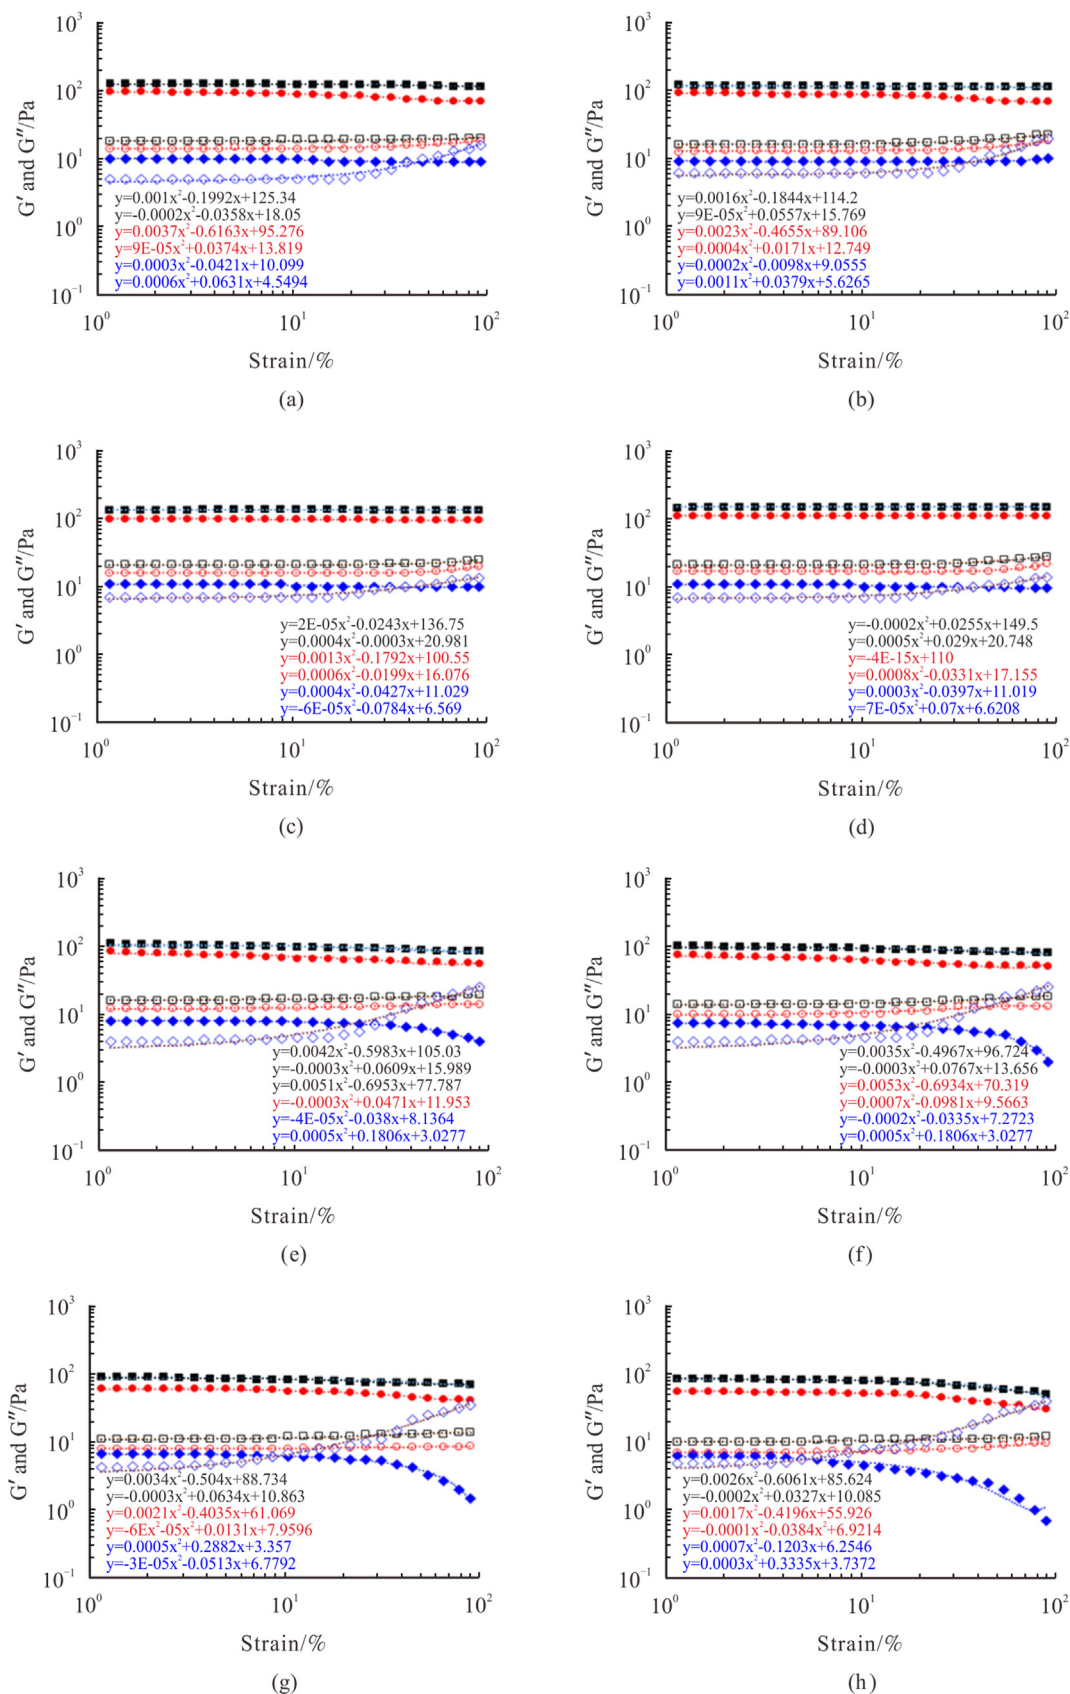 10³
10²
10¹
10⁰
10⁻¹
G′ and G″/Pa
y=0.001x²-0.1992x+125.34
y=-0.0002x²-0.0358x+18.05
y=0.0037x²-0.6163x+95.276
y=9E-05x²+0.0374x+13.819
y=0.0003x²-0.0421x+10.099
y=0.0006x²+0.0631x+4.5494
10⁰ 10¹ 10²
Strain/%
(a)
10³
10²
10¹
10⁰
10⁻¹
G′ and G″/Pa
y=0.0016x²-0.1844x+114.2
y=9E-05x²+0.0557x+15.769
y=0.0023x²-0.4655x+89.106
y=0.0004x²+0.0171x+12.749
y=0.0002x²-0.0098x+9.0555
y=0.0011x²+0.0379x+5.6265
10⁰ 10¹ 10²
Strain/%
(b)
10³
10²
10¹
10⁰
10⁻¹
G′ and G″/Pa
y=2E-05x²-0.0243x+136.75
y=0.0004x²-0.0003x+20.981
y=0.0013x²-0.1792x+100.55
y=0.0006x²-0.0199x+16.076
y=0.0004x²-0.0427x+11.029
y=-6E-05x²-0.0784x+6.569
10⁰ 10¹ 10²
Strain/%
(c)
10³
10²
10¹
10⁰
10⁻¹
G′ and G″/Pa
y=-0.0002x²+0.0255x+149.5
y=0.0005x²+0.029x+20.748
y=-4E-15x+110
y=0.0008x²-0.0331x+17.155
y=0.0003x²-0.0397x+11.019
y=7E-05x²+0.07x+6.6208
10⁰ 10¹ 10²
Strain/%
(d)
10³
10²
10¹
10⁰
10⁻¹
G′ and G″/Pa
y=0.0042x²-0.5983x+105.03
y=-0.0003x²+0.0609x+15.989
y=0.0051x²-0.6953x+77.787
y=-0.0003x²+0.0471x+11.953
y=-4E-05x²-0.038x+8.1364
y=0.0005x²+0.1806x+3.0277
10⁰ 10¹ 10²
Strain/%
(e)
10³
10²
10¹
10⁰
10⁻¹
G′ and G″/Pa
y=0.0035x²-0.4967x+96.724
y=-0.0003x²+0.0767x+13.656
y=0.0053x²-0.6934x+70.319
y=0.0007x²-0.0981x+9.5663
y=-0.0002x²-0.0335x+7.2723
y=0.0005x²+0.1806x+3.0277
10⁰ 10¹ 10²
Strain/%
(f)
10³
10²
10¹
10⁰
10⁻¹
G′ and G″/Pa
y=0.0034x²-0.504x+88.734
y=-0.0003x²+0.0634x+10.863
y=0.0021x²-0.4035x+61.069
y=-6Ex²-05x²+0.0131x+7.9596
y=0.0005x²+0.2882x+3.357
y=-3E-05x²-0.0513x+6.7792
10⁰ 10¹ 10²
Strain/%
(g)
10³
10²
10¹
10⁰
10⁻¹
G′ and G″/Pa
y=0.0026x²-0.6061x+85.624
y=-0.0002x²+0.0327x+10.085
y=0.0017x²-0.4196x+55.926
y=-0.0001x²-0.0384x²+6.9214
y=0.0007x²-0.1203x+6.2546
y=0.0003x²+0.3335x+3.7372
10⁰ 10¹ 10²
Strain/%
(h)